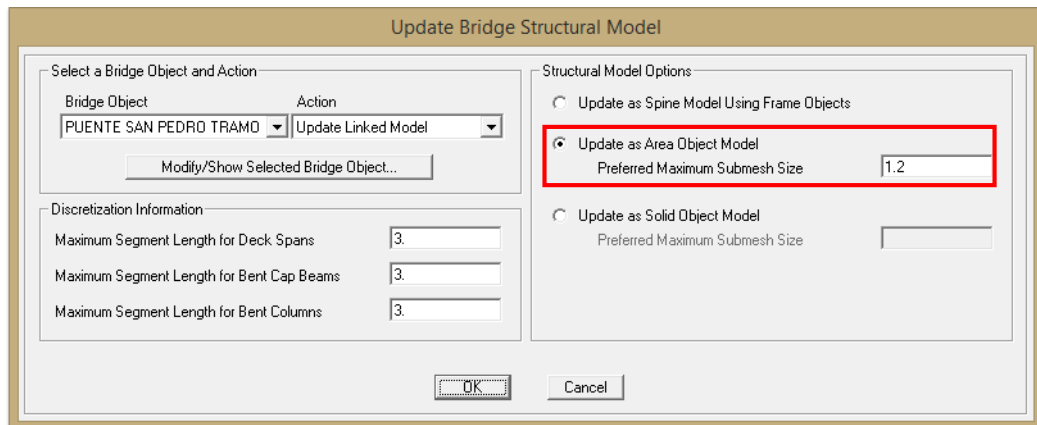 Update Bridge Structural Model
Select a Bridge Object and Action
Bridge Object Action
PUENTE SAN PEDRO TRAMO Update Linked Model
Modify/Show Selected Bridge Object...
Discretization Information
Maximum Segment Length for Deck Spans 3.
Maximum Segment Length for Bent Cap Beams 3.
Maximum Segment Length for Bent Columns 3.
Structural Model Options
Update as Spine Model Using Frame Objects
Update as Area Object Model
Preferred Maximum Submesh Size 1.2
Update as Solid Object Model
Preferred Maximum Submesh Size
OK Cancel